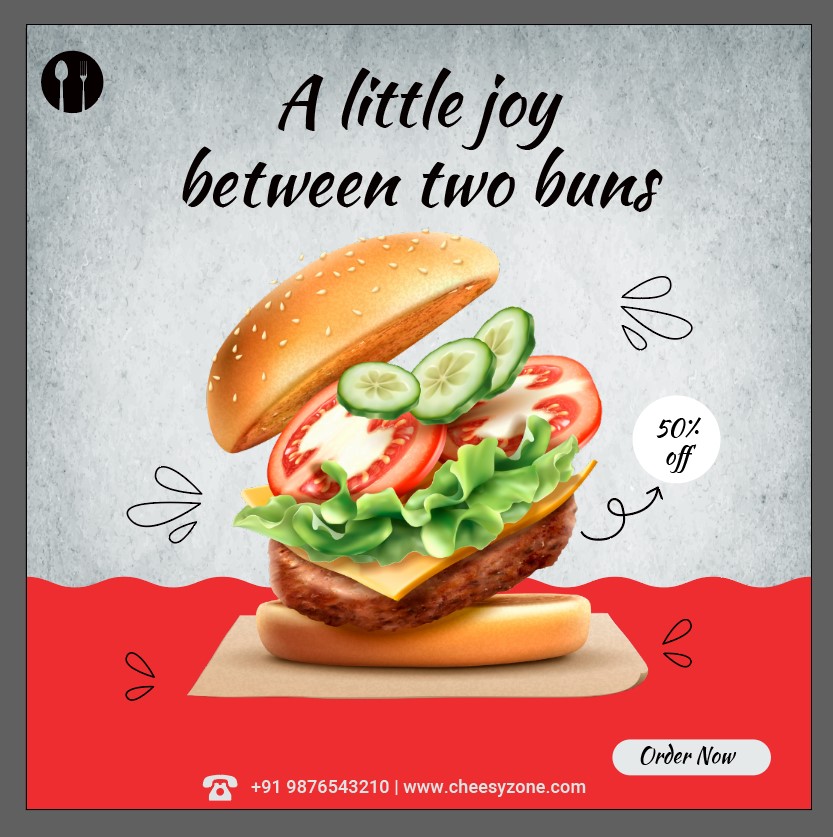 A little joy
between two buns
50%
off
Order Now
+91 9876543210 | www.cheesyzone.com